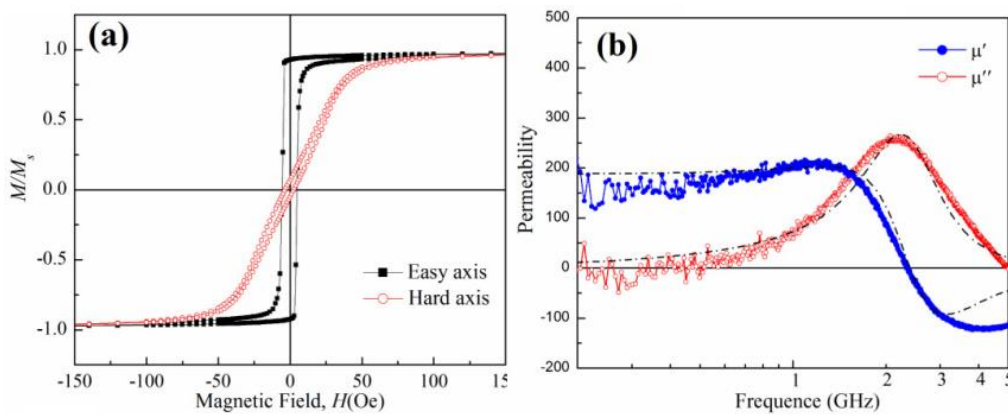 (a)
M/Ms
1.0
0.5
0.0
-0.5
-1.0
Easy axis
Hard axis
-150 -100 -50 0 50 100 150
Magnetic Field, H(Oe)
(b)
Permeability
500
400
300
200
100
0
-100
-200
μ'
μ''
1 2 3 4 5
Frequence (GHz)